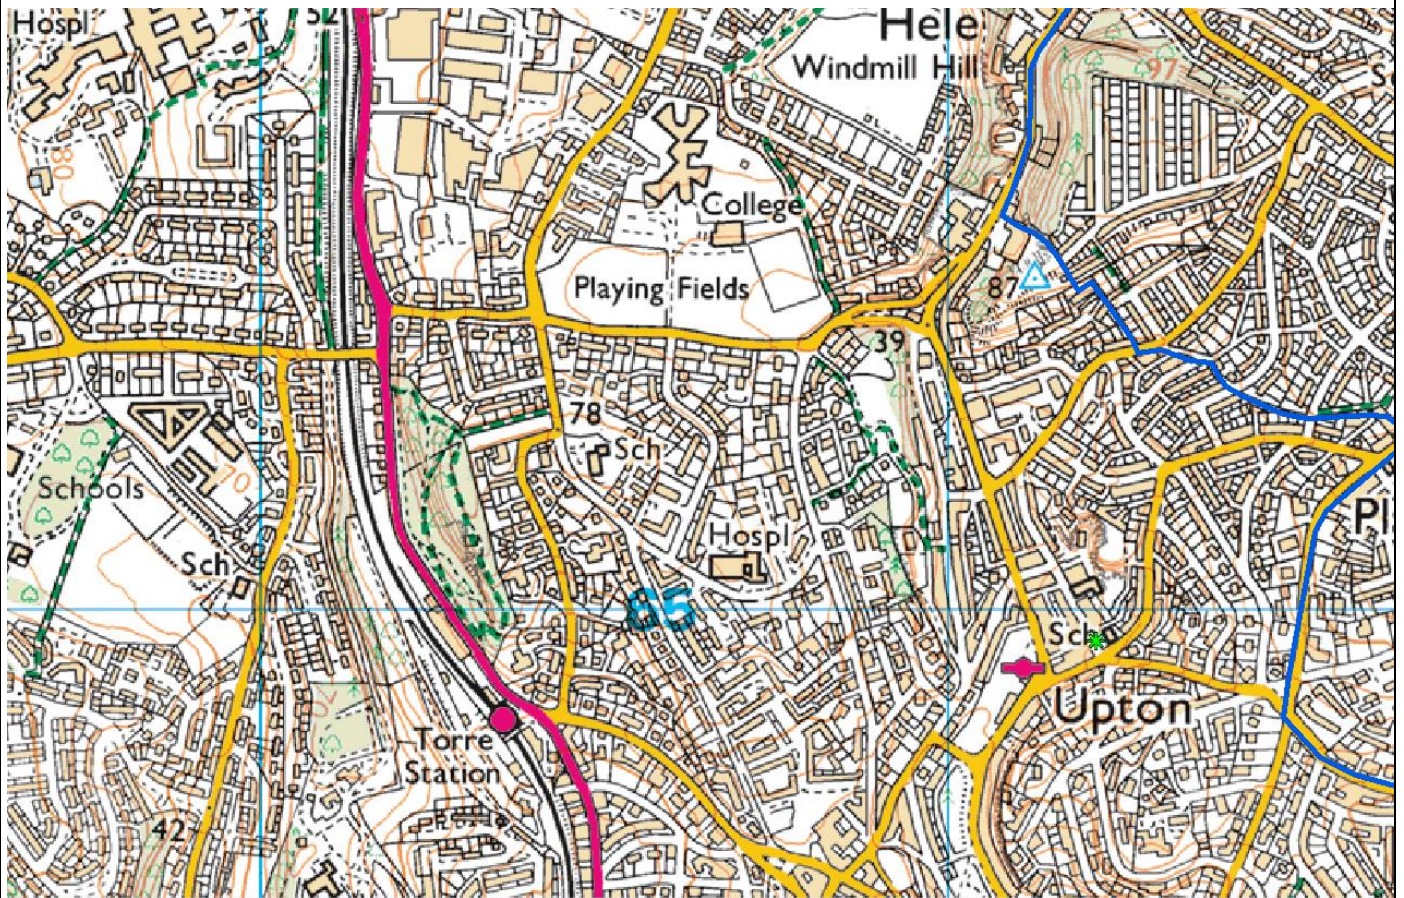 Hospl
52
Hele
Windmill Hill
97
80
College
Playing Fields
87
39
78
Sch
Schools
70
Hospl
Sch
Pl
65
Sch
Upton
70
Torre
Station
42